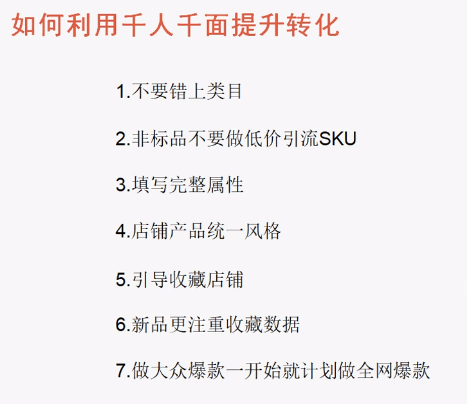 如何利用千人千面提升转化
1.不要错上类目
2.非标品不要做低价引流SKU
3.填写完整属性
4.店铺产品统一风格
5.引导收藏店铺
6.新品更注重收藏数据
7.做大众爆款一开始就计划做全网爆款